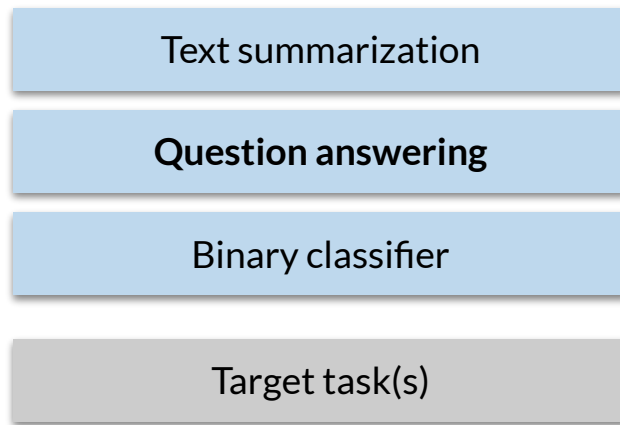 Text summarization
Question answering
Binary classifier
Target task(s)